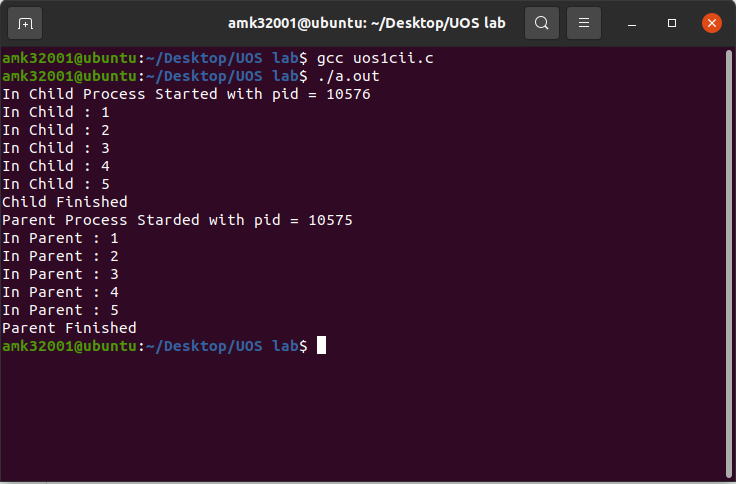 amk32001@ubuntu: ~/Desktop/UOS lab
amk32001@ubuntu:~/Desktop/UOS lab$ gcc uos1cii.c
amk32001@ubuntu:~/Desktop/UOS lab$ ./a.out
In Child Process Started with pid = 10576
In Child : 1
In Child : 2
In Child : 3
In Child : 4
In Child : 5
Child Finished
Parent Process Starded with pid = 10575
In Parent : 1
In Parent : 2
In Parent : 3
In Parent : 4
In Parent : 5
Parent Finished
amk32001@ubuntu:~/Desktop/UOS lab$